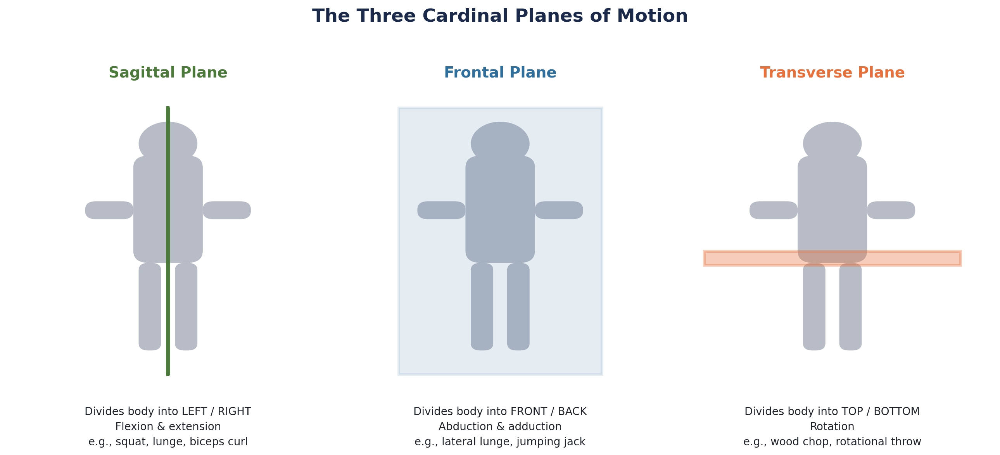 The Three Cardinal Planes of Motion
Sagittal Plane
Divides body into LEFT / RIGHT
Flexion & extension
e.g., squat, lunge, biceps curl
Frontal Plane
Divides body into FRONT / BACK
Abduction & adduction
e.g., lateral lunge, jumping jack
Transverse Plane
Divides body into TOP / BOTTOM
Rotation
e.g., wood chop, rotational throw